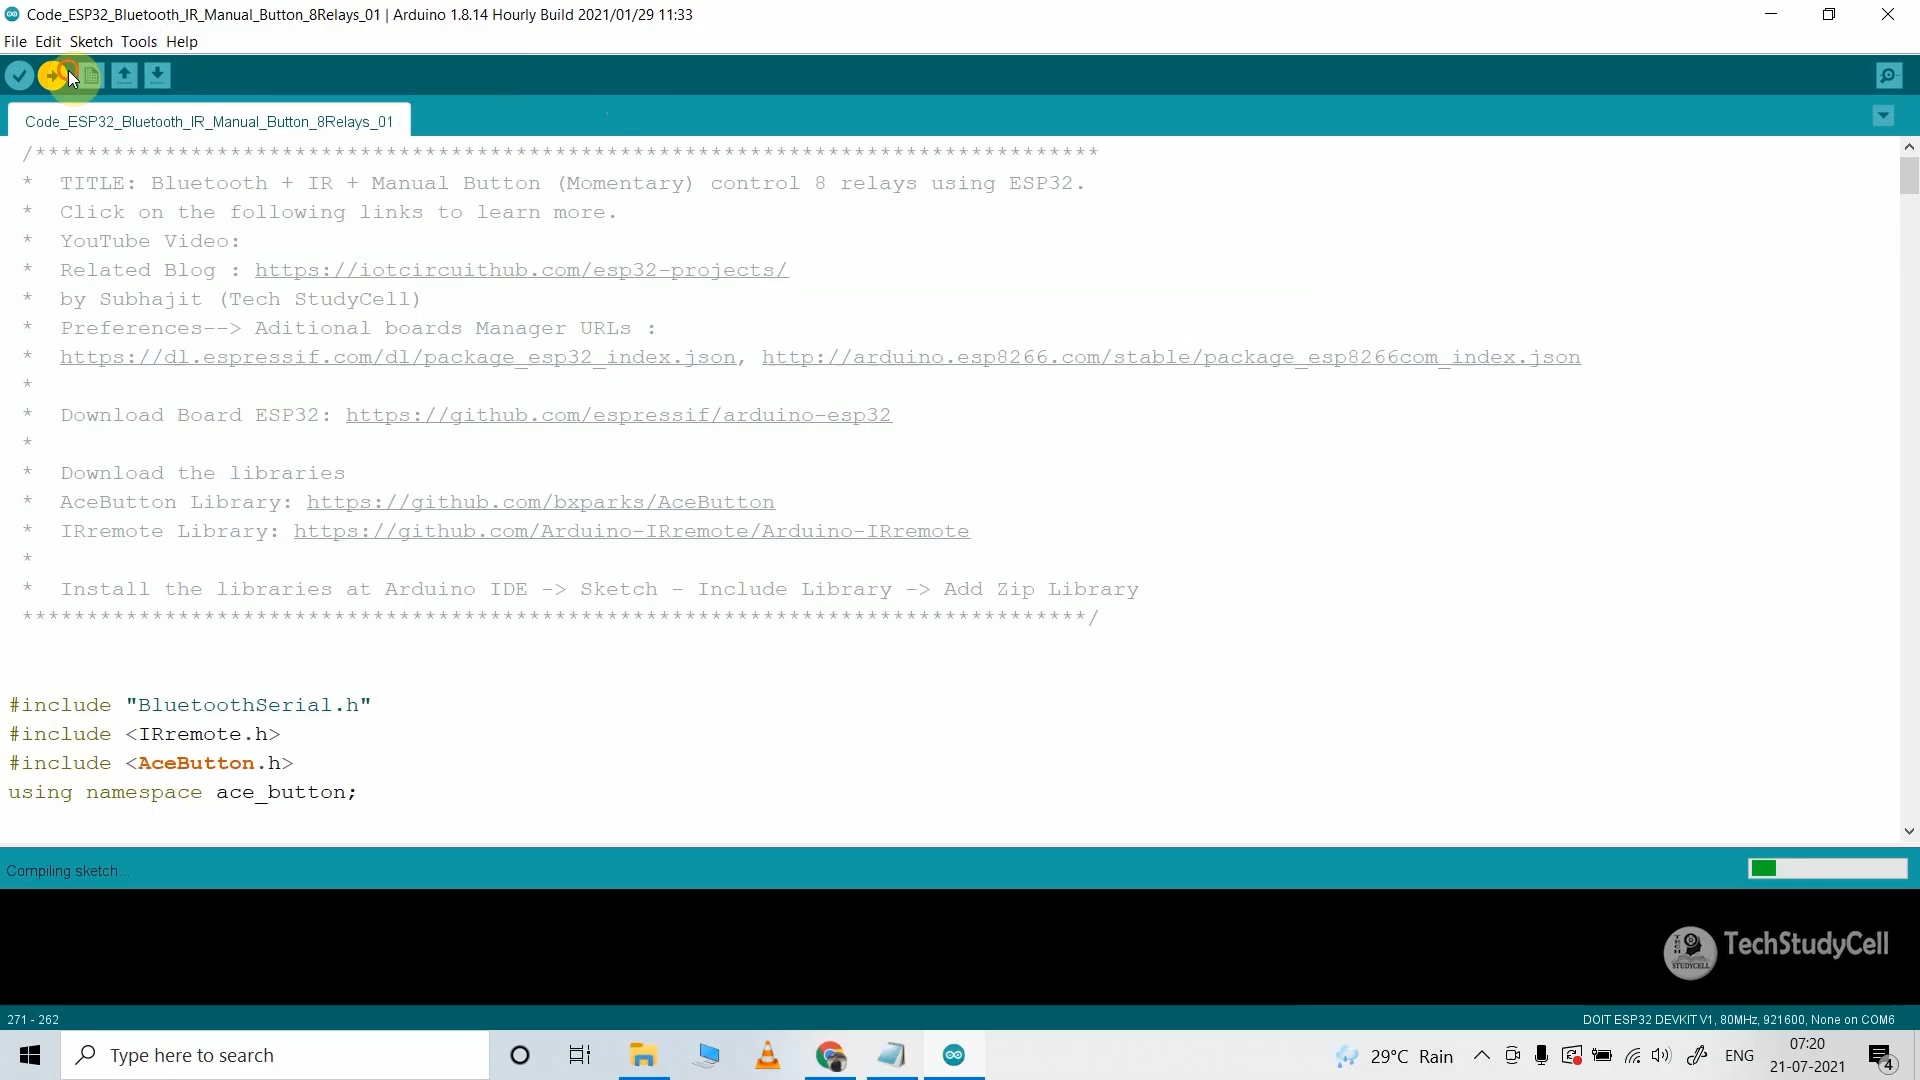 Code_ESP32_Bluetooth_IR_Manual_Button_8Relays_01 | Arduino 1.8.14 Hourly Build 2021/01/29 11:33
File Edit Sketch Tools Help
Code_ESP32_Bluetooth_IR_Manual_Button_8Relays_01
/**********************************************************************************
* TITLE: Bluetooth + IR + Manual Button (Momentary) control 8 relays using ESP32.
* Click on the following links to learn more.
* YouTube Video:
* Related Blog : https://iotcircuithub.com/esp32-projects/
* by Subhajit (Tech StudyCell)
* Preferences--> Aditional boards Manager URLs :
* https://dl.espressif.com/dl/package_esp32_index.json, http://arduino.esp8266.com/stable/package_esp8266com_index.json
*
* Download Board ESP32: https://github.com/espressif/arduino-esp32
*
* Download the libraries
* AceButton Library: https://github.com/bxparks/AceButton
* IRremote Library: https://github.com/Arduino-IRremote/Arduino-IRremote
*
* Install the libraries at Arduino IDE -> Sketch - Include Library -> Add Zip Library
**********************************************************************************/
#include "BluetoothSerial.h"
#include <IRremote.h>
#include <AceButton.h>
using namespace ace_button;
Compiling sketch...
TECH
STUDYCELL
TechStudyCell
271 - 262
DOIT ESP32 DEVKIT V1, 80MHz, 921600, None on COM6
Type here to search
29°C Rain
ENG
07:20
21-07-2021
4